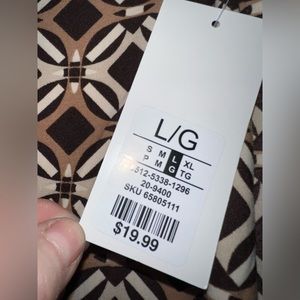 L/G
S M L XL
P M G TG
512-5338-1296
20-9400
SKU 65805111
$19.99